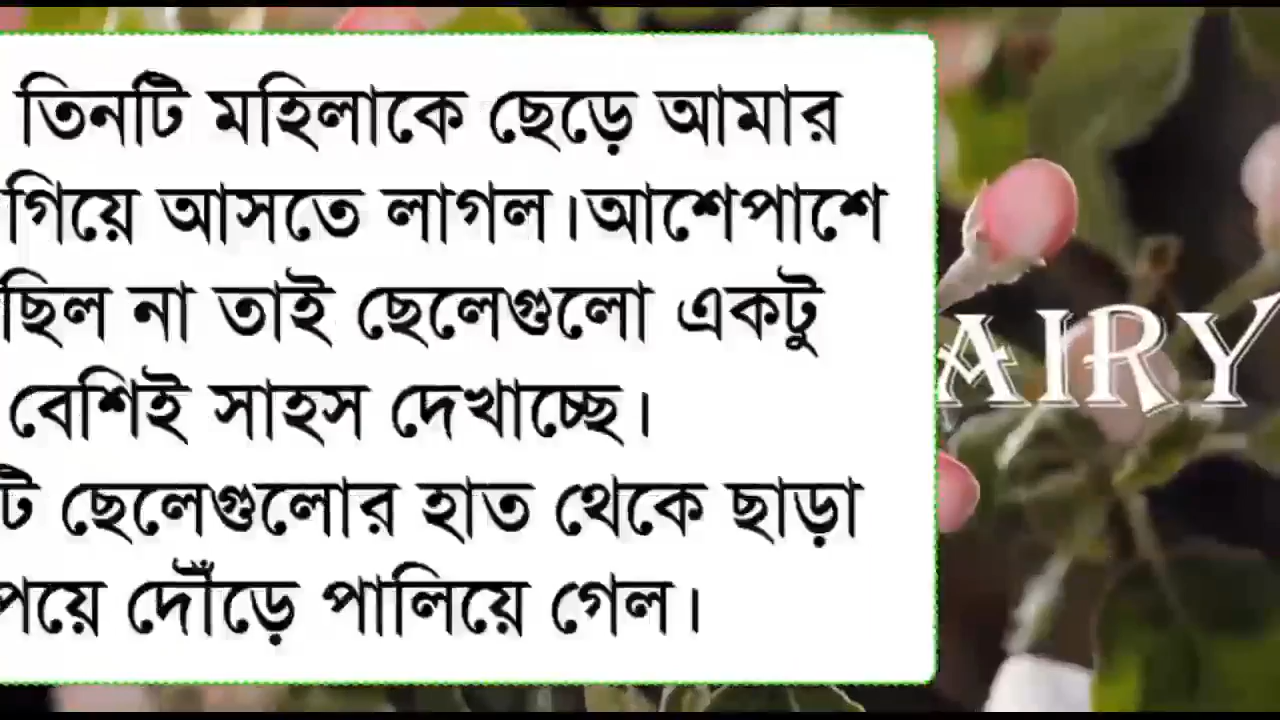 তিনটি মহিলাকে ছেড়ে আমার
গিয়ে আসতে লাগল।আশেপাশে
ছিল না তাই ছেলেগুলো একটু
বেশিই সাহস দেখাচ্ছে।
টি ছেলেগুলোর হাত থেকে ছাড়া
পেয়ে দৌঁড়ে পালিয়ে গেল।
AIRY